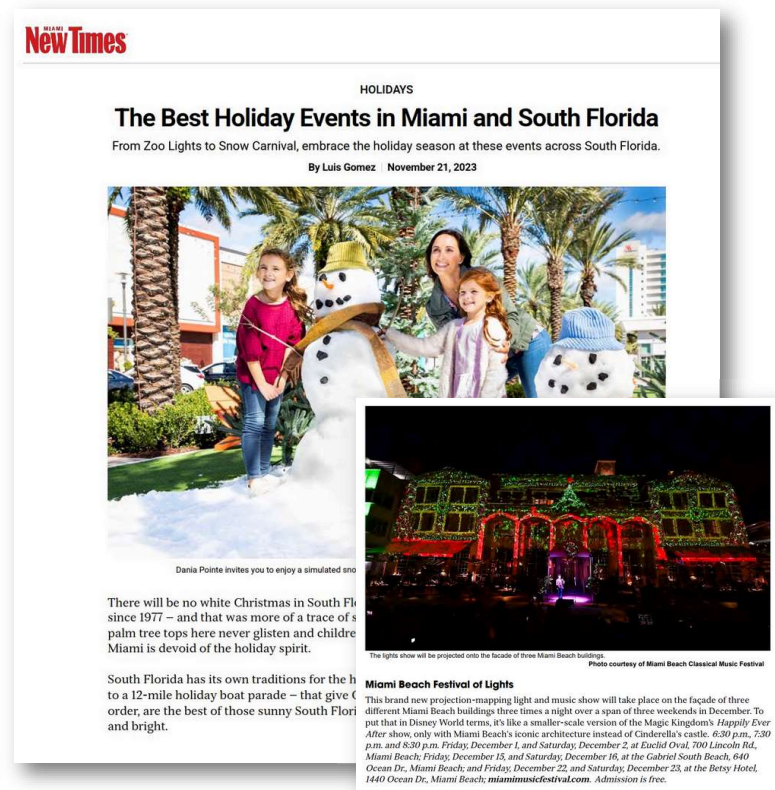 MIAMI
New Times
HOLIDAYS
The Best Holiday Events in Miami and South Florida
From Zoo Lights to Snow Carnival, embrace the holiday season at these events across South Florida.
By Luis Gomez | November 21, 2023
Dania Pointe invites you to enjoy a simulated sno
There will be no white Christmas in South Fl
since 1977 – and that was more of a trace of s
palm tree tops here never glisten and childre
Miami is devoid of the holiday spirit.
South Florida has its own traditions for the h
to a 12-mile holiday boat parade – that give C
order, are the best of those sunny South Flori
and bright.
The lights show will be projected onto the facade of three Miami Beach buildings.
Photo courtesy of Miami Beach Classical Music Festival
Miami Beach Festival of Lights
This brand new projection-mapping light and music show will take place on the façade of three
different Miami Beach buildings three times a night over a span of three weekends in December. To
put that in Disney World terms, it's like a smaller-scale version of the Magic Kingdom's Happily Ever
After show, only with Miami Beach's iconic architecture instead of Cinderella's castle. 6:30 p.m., 7:30
p.m. and 8:30 p.m. Friday, December 1, and Saturday, December 2, at Euclid Oval, 700 Lincoln Rd.,
Miami Beach; Friday, December 15, and Saturday, December 16, at the Gabriel South Beach, 640
Ocean Dr., Miami Beach; and Friday, December 22, and Saturday, December 23, at the Betsy Hotel,
1440 Ocean Dr., Miami Beach; miamimusicfestival.com. Admission is free.